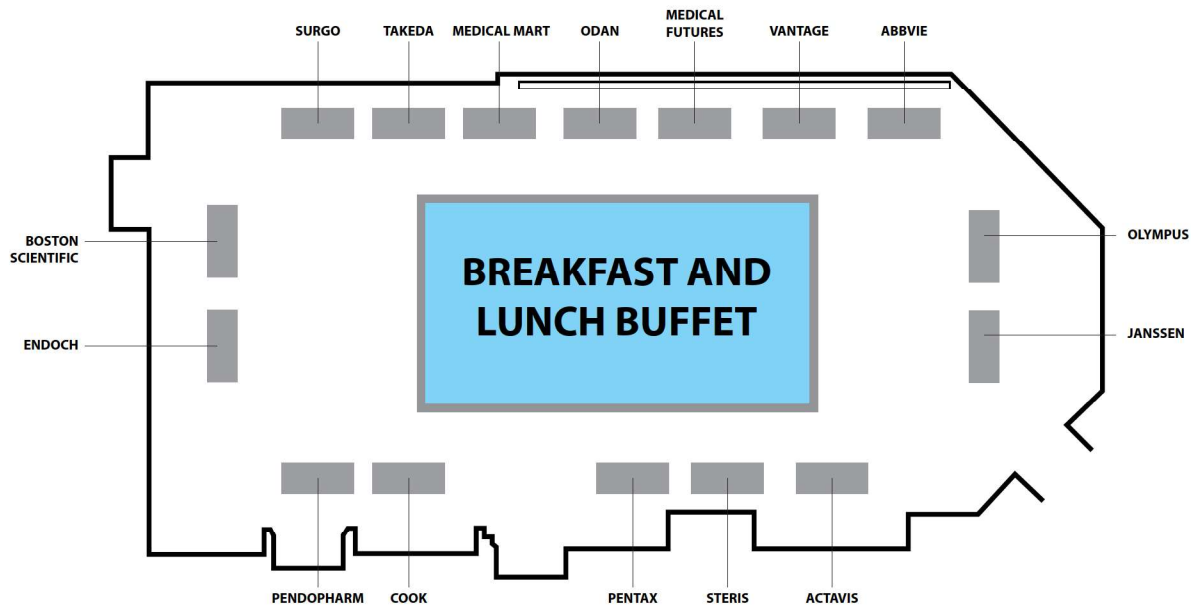 SURGO
TAKEDA
MEDICAL MART
ODAN
MEDICAL
FUTURES
VANTAGE
ABBVIE
BOSTON
SCIENTIFIC
OLYMPUS
BREAKFAST AND
LUNCH BUFFET
ENDOCH
JANSSEN
PENDOPHARM
COOK
PENTAX
STERIS
ACTAVIS